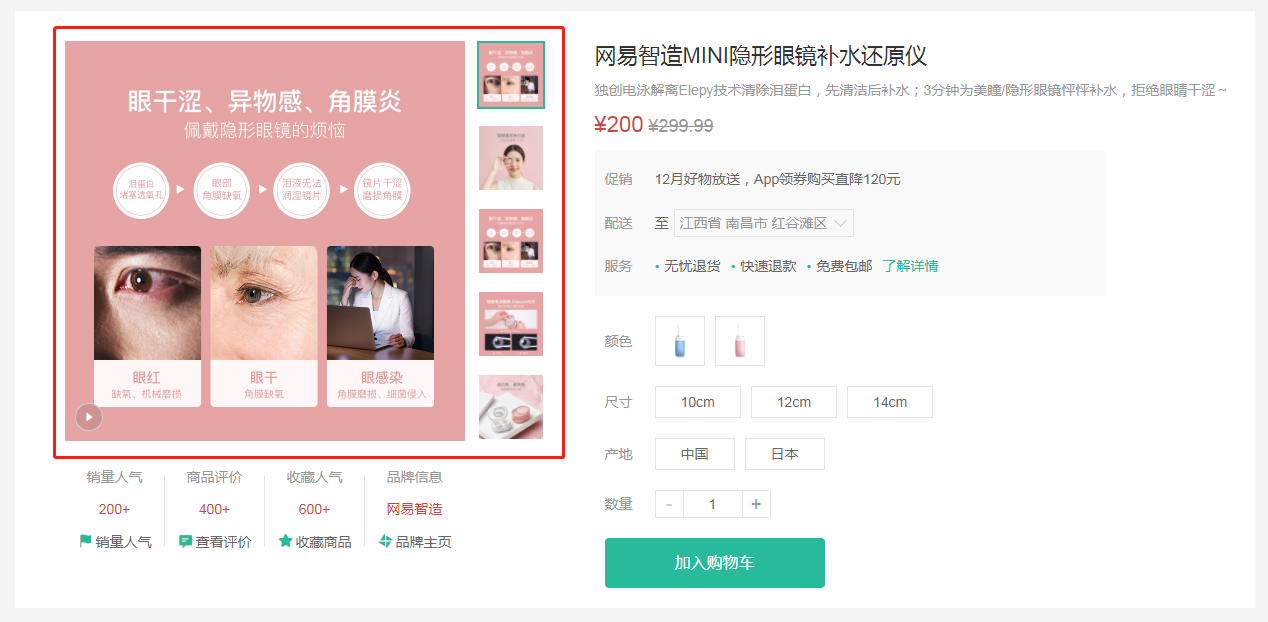 眼干涩、异物感、角膜炎
佩戴隐形眼镜的烦恼
泪蛋白
堵塞透氧孔
眼部
角膜缺氧
泪液无法
润湿镜片
镜片干涩
磨损角膜
眼红
缺氧、机械磨损
眼干
角膜缺氧
眼感染
角膜磨损、细菌侵入
销量人气
200+
销量人气
商品评价
400+
查看评价
收藏人气
600+
收藏商品
品牌信息
网易智造
品牌主页
网易智造MINI隐形眼镜补水还原仪
独创电泳解离Elepy技术清除泪蛋白，先清洁后补水；3分钟为美瞳/隐形眼镜怦怦补水，拒绝眼睛干涩～
¥200 ¥299.99
促销 12月好物放送，App领券购买直降120元
配送 至 江西省 南昌市 红谷滩区
服务 • 无忧退货 • 快速退款 • 免费包邮 了解详情
颜色
尺寸 10cm 12cm 14cm
产地 中国 日本
数量 - 1 +
加入购物车